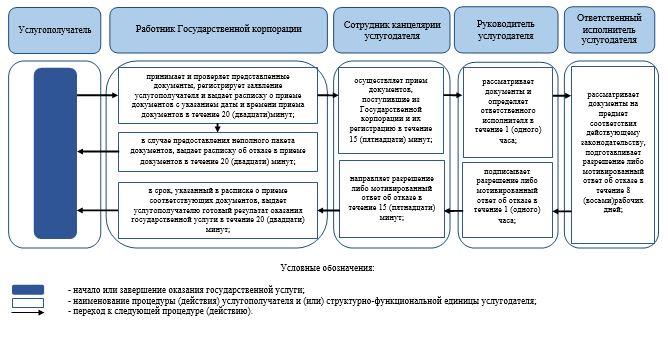 Услугополучатель
Работник Государственной корпорации
Сотрудник канцелярии
услугодателя
Руководитель
услугодателя
Ответственный
исполнитель
услугодателя
принимает и проверяет представленные
документы, регистрирует заявление
услугополучателя и выдает расписку о приеме
документов с указанием даты и времени приема
документов в течение 20 (двадцати)минут;
в случае предоставления неполного пакета
документов, выдает расписку об отказе в приеме
документов в течение 20 (двадцати) минут;
в срок, указанный в расписке о приеме
соответствующих документов, выдает
услугополучателю готовый результат оказания
государственной услуги в течение 20 (двадцати)
минут;
осуществляет прием
документов,
поступившие из
Государственной
корпорации и их
регистрацию в течение
15 (пятнадцати) минут;
направляет разрешение
либо мотивированный
ответ об отказе в
течение 15 (пятнадцати)
минут;
рассматривает
документы и
определяет
ответственного
исполнителя в
течение 1 (одного)
часа;
подписывает
разрешение либо
мотивированный
ответ об отказе в
течение 1 (одного)
часа;
рассматривает
документы на
предмет
соответствия
действующему
законодательству,
подготавливает
разрешение либо
мотивированный
ответ об отказе в
течение 8
(восьми)рабочих
дней;
Условные обозначения:
- начало или завершение оказания государственной услуги;
- наименование процедуры (действия) услугополучателя и (или) структурно-функциональной единицы услугодателя;
- переход к следующей процедуре (действию).